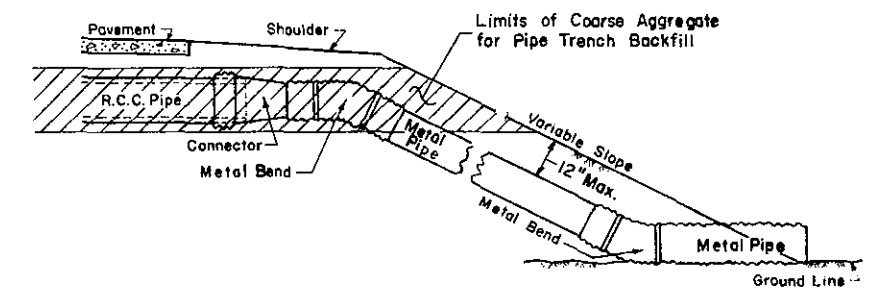 Pavement
Shoulder
Limits of Coarse Aggregate
for Pipe Trench Backfill
R.C.C. Pipe
Connector
Metal Bend
Metal
Pipe
Variable Slope
12" Max.
Metal Bend
Metal Pipe
Ground Line